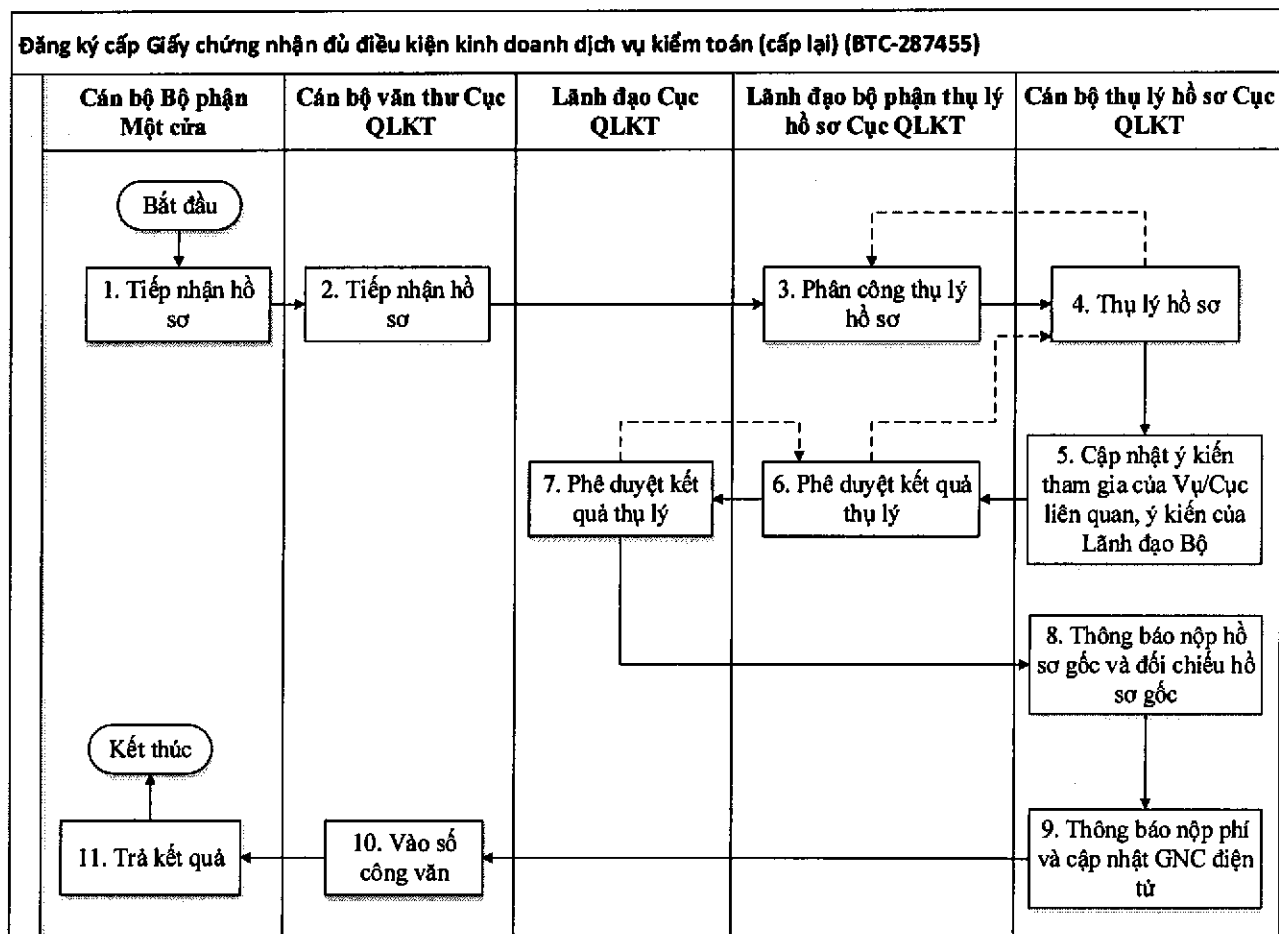 Đăng ký cấp Giấy chứng nhận đủ điều kiện kinh doanh dịch vụ kiểm toán (cấp lại) (BTC-287455)
Cán bộ Bộ phận
Một cửa
Cán bộ văn thư Cục
QLKT
Lãnh đạo Cục
QLKT
Lãnh đạo bộ phận thụ lý
hồ sơ Cục QLKT
Cán bộ thụ lý hồ sơ Cục
QLKT
Bắt đầu
1. Tiếp nhận hồ
sơ
2. Tiếp nhận hồ
sơ
3. Phân công thụ lý
hồ sơ
4. Thụ lý hồ sơ
5. Cập nhật ý kiến
tham gia của Vụ/Cục
liên quan, ý kiến của
Lãnh đạo Bộ
6. Phê duyệt kết quả
thụ lý
7. Phê duyệt kết
quả thụ lý
8. Thông báo nộp hồ
sơ gốc và đối chiếu hồ
sơ gốc
9. Thông báo nộp phí
và cập nhật GNC điện
tử
10. Vào số
công văn
11. Trả kết quả
Kết thúc